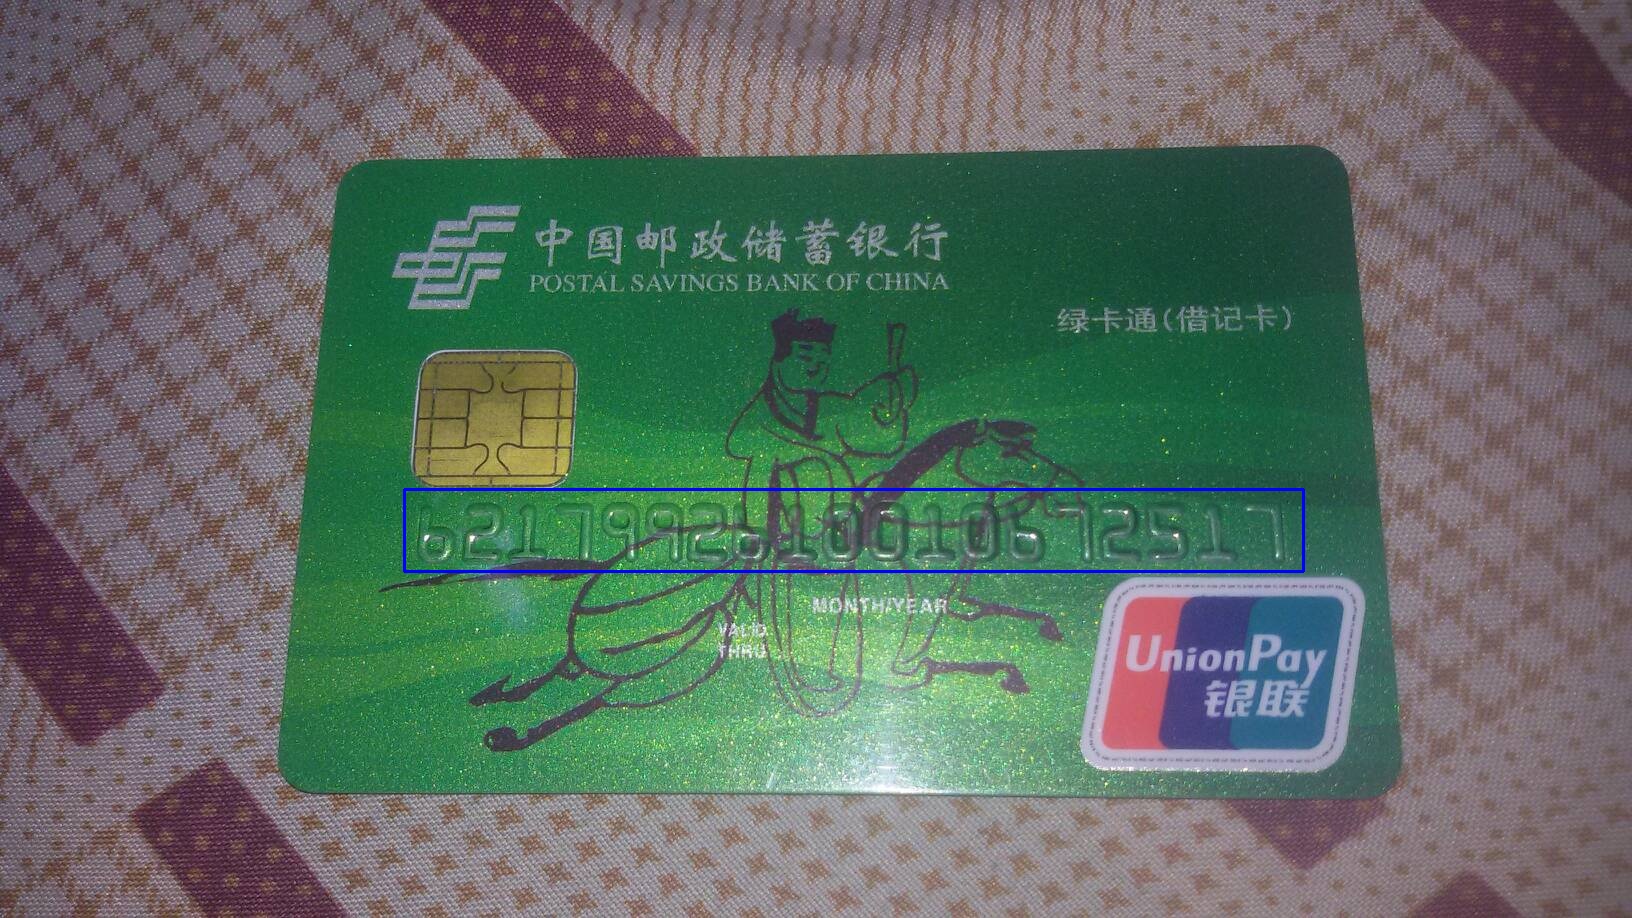 中国邮政储蓄银行
POSTAL SAVINGS BANK OF CHINA
绿卡通(借记卡)
6217992610010672517
MONTH/YEAR
VALID
THRU
UnionPay
银联